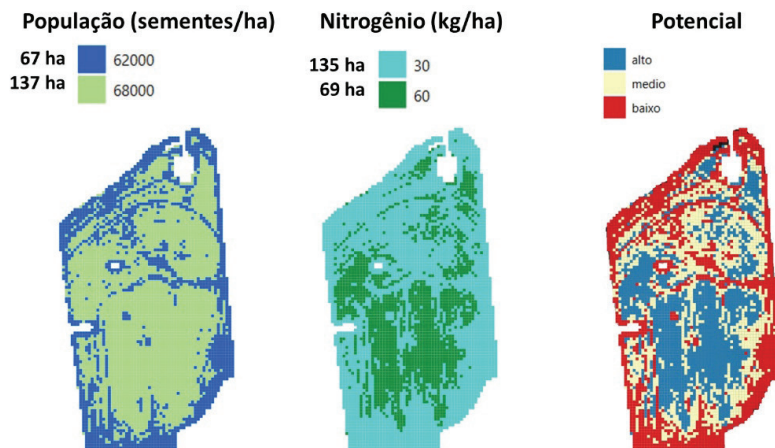 População (sementes/ha)
67 ha 62000
137 ha 68000
Nitrogênio (kg/ha)
135 ha 30
69 ha 60
Potencial
alto
medio
baixo